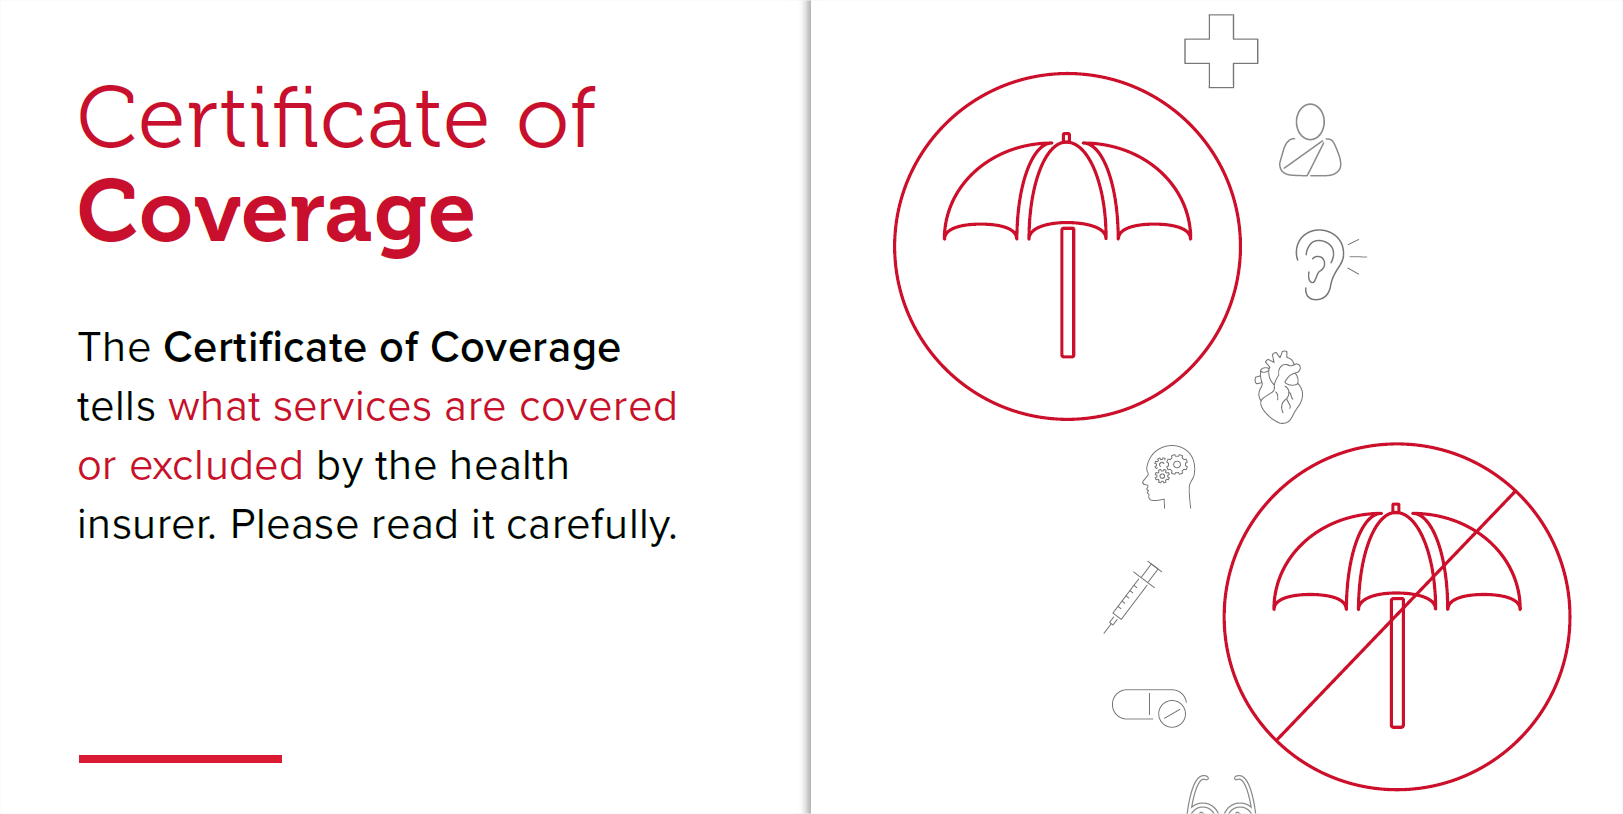 Certificate of
Coverage
The Certificate of Coverage
tells what services are covered
or excluded by the health
insurer. Please read it carefully.